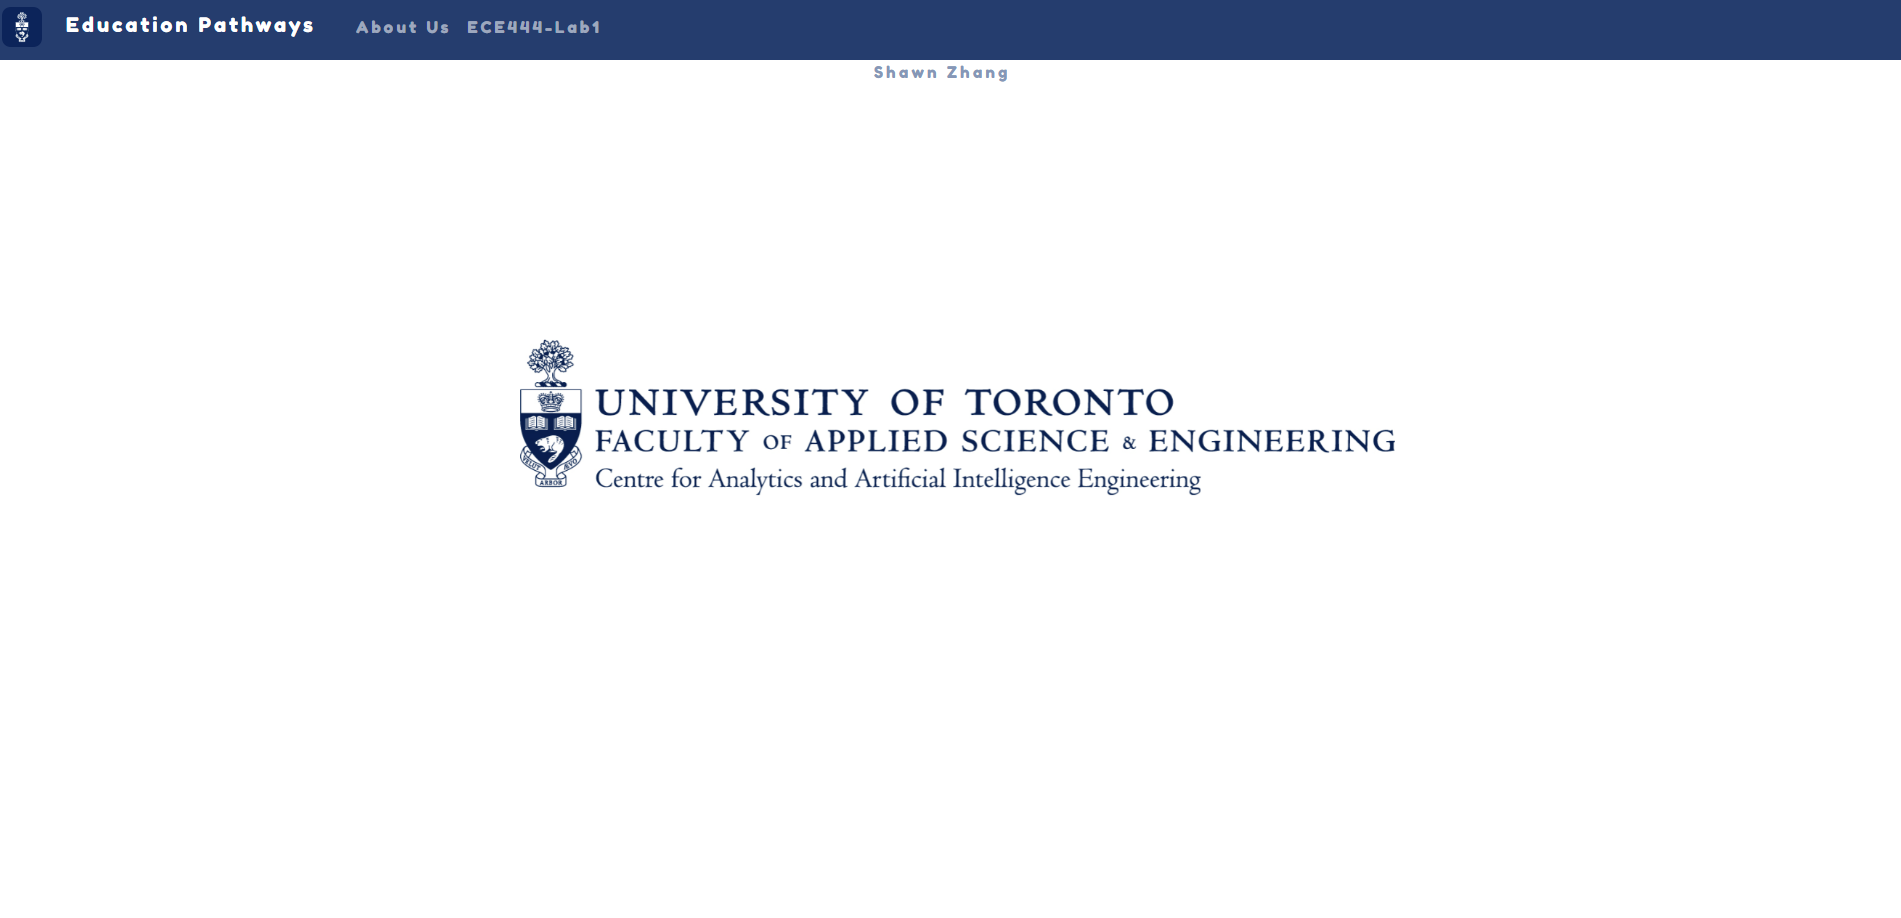 Education Pathways About Us ECE444-Lab1
Shawn Zhang
UNIVERSITY OF TORONTO
FACULTY OF APPLIED SCIENCE & ENGINEERING
Centre for Analytics and Artificial Intelligence Engineering
VELUT ARBOR ÆVO